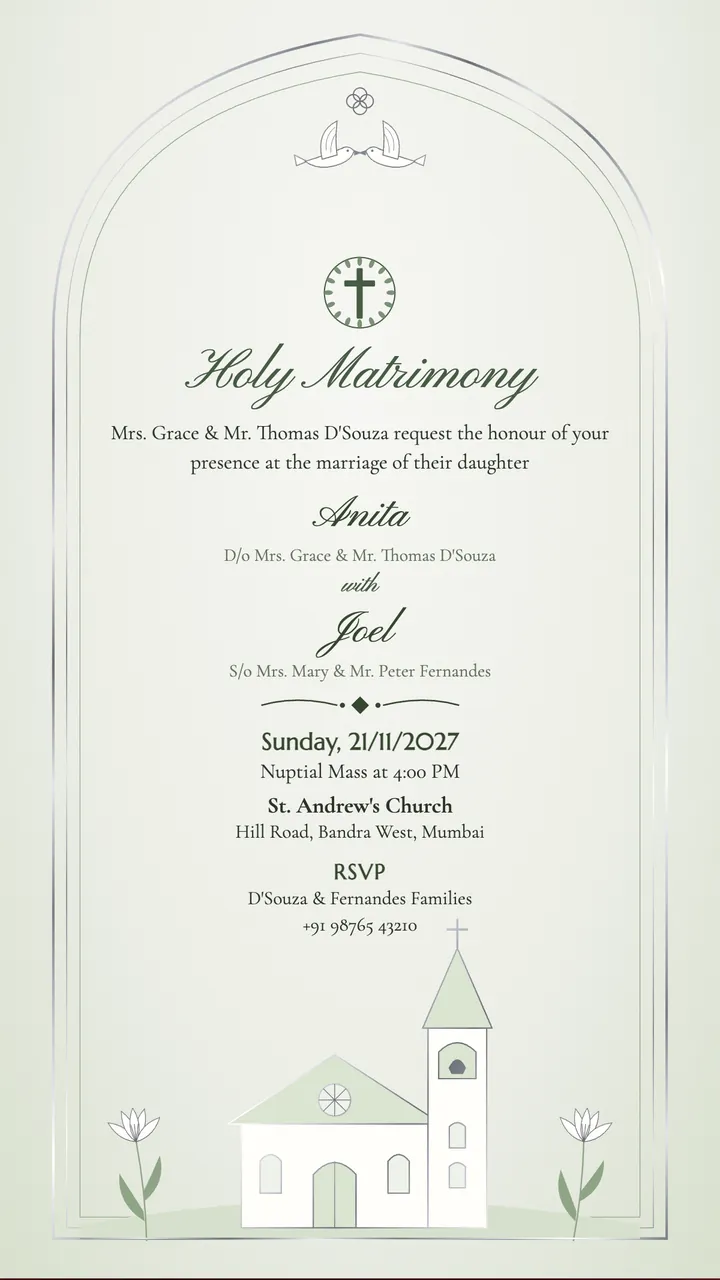 Holy Matrimony
Mrs. Grace & Mr. Thomas D'Souza request the honour of your
presence at the marriage of their daughter
Anita
D/o Mrs. Grace & Mr. Thomas D'Souza
with
Joel
S/o Mrs. Mary & Mr. Peter Fernandes
Sunday, 21/11/2027
Nuptial Mass at 4:00 PM
St. Andrew's Church
Hill Road, Bandra West, Mumbai
RSVP
D'Souza & Fernandes Families
+91 98765 43210